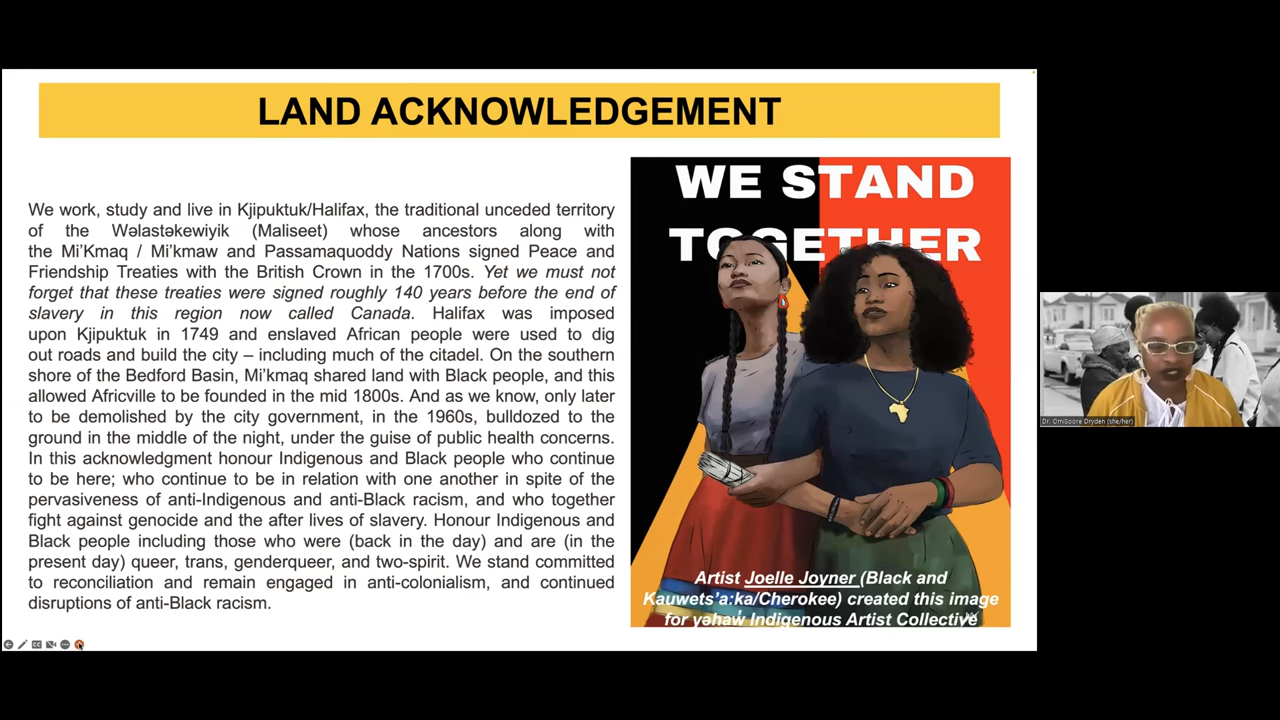 LAND ACKNOWLEDGEMENT
We work, study and live in Kjipuktuk/Halifax, the traditional unceded territory
of the Wəlastəkewiyik (Maliseet) whose ancestors along with
the Mi’Kmaq / Mi’kmaw and Passamaquoddy Nations signed Peace and
Friendship Treaties with the British Crown in the 1700s. Yet we must not
forget that these treaties were signed roughly 140 years before the end of
slavery in this region now called Canada. Halifax was imposed
upon Kjipuktuk in 1749 and enslaved African people were used to dig
out roads and build the city – including much of the citadel. On the southern
shore of the Bedford Basin, Mi’kmaq shared land with Black people, and this
allowed Africville to be founded in the mid 1800s. And as we know, only later
to be demolished by the city government, in the 1960s, bulldozed to the
ground in the middle of the night, under the guise of public health concerns.
In this acknowledgment honour Indigenous and Black people who continue
to be here; who continue to be in relation with one another in spite of the
pervasiveness of anti-Indigenous and anti-Black racism, and who together
fight against genocide and the after lives of slavery. Honour Indigenous and
Black people including those who were (back in the day) and are (in the
present day) queer, trans, genderqueer, and two-spirit. We stand committed
to reconciliation and remain engaged in anti-colonialism, and continued
disruptions of anti-Black racism.
WE STAND
TOGETHER
Artist Joelle Joyner (Black and
Kauwets’a:ka/Cherokee) created this image
for yəhaw̓ Indigenous Artist Collective
Dr. OmiSoore Dryden (she/her)